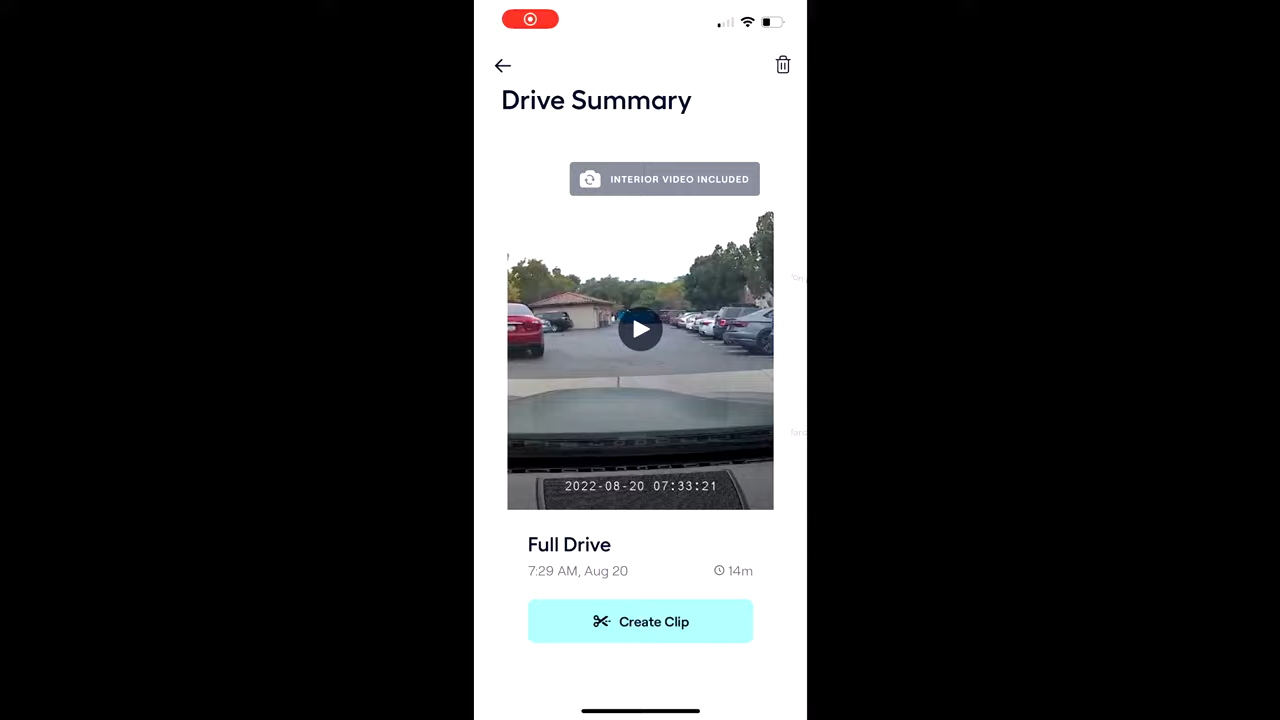 Drive Summary
INTERIOR VIDEO INCLUDED
2022-08-20 07:33:21
Full Drive
7:29 AM, Aug 20
14m
Create Clip